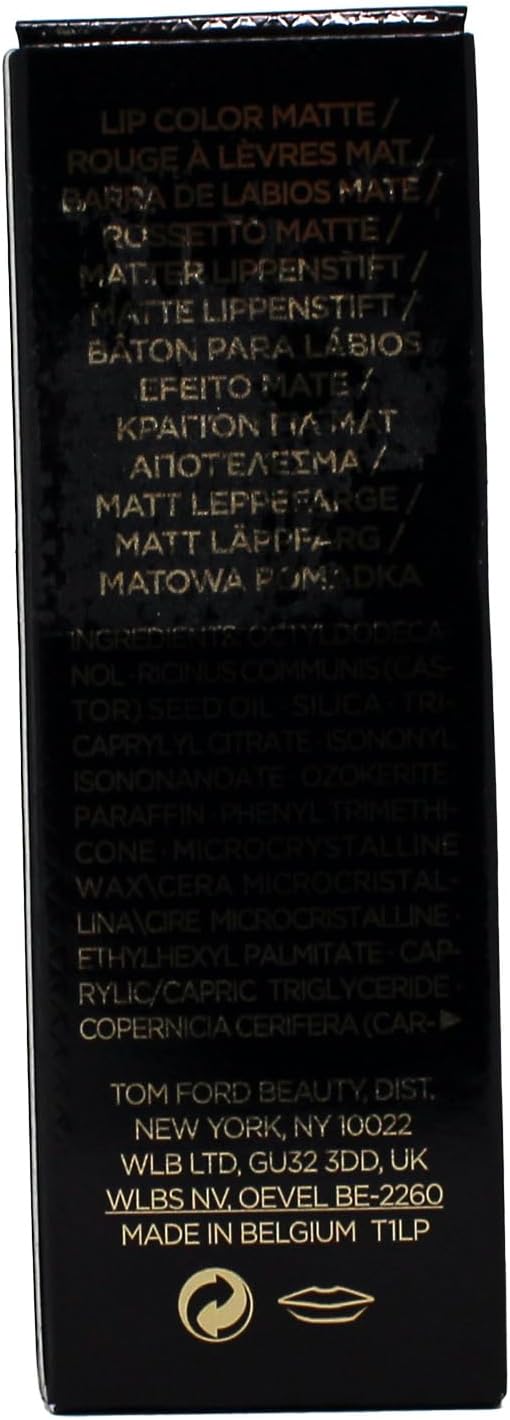 LIP COLOR MATTE /
ROUGE À LÈVRES MAT /
BARRA DE LABIOS MATE /
ROSSETTO MATTE /
MATTER LIPPENSTIFT /
MATTE LIPPENSTIFT /
BÂTON PARA LÁBIOS
EFEITO MATE /
ΚΡΑΓΙΟΝ ΓΙΑ ΜΑΤ
ΑΠΟΤΕΛΕΣΜΑ /
MATT LEPPEFARGE /
MATT LÄPPFÄRG /
MATOWA POMADKA
INGREDIENTS: OCTYLDODECA-
NOL · RICINUS COMMUNIS (CAS-
TOR) SEED OIL · SILICA · TRI-
CAPRYLYL CITRATE · ISONONYL
ISONONANOATE · OZOKERITE ·
PARAFFIN · PHENYL TRIMETHI-
CONE · MICROCRYSTALLINE
WAX\CERA MICROCRISTAL-
LINA\CIRE MICROCRISTALLINE ·
ETHYLHEXYL PALMITATE · CAP-
RYLIC/CAPRIC TRIGLYCERIDE ·
COPERNICIA CERIFERA (CAR-▶
TOM FORD BEAUTY, DIST.
NEW YORK, NY 10022
WLB LTD, GU32 3DD, UK
WLBS NV, OEVEL BE-2260
MADE IN BELGIUM T1LP